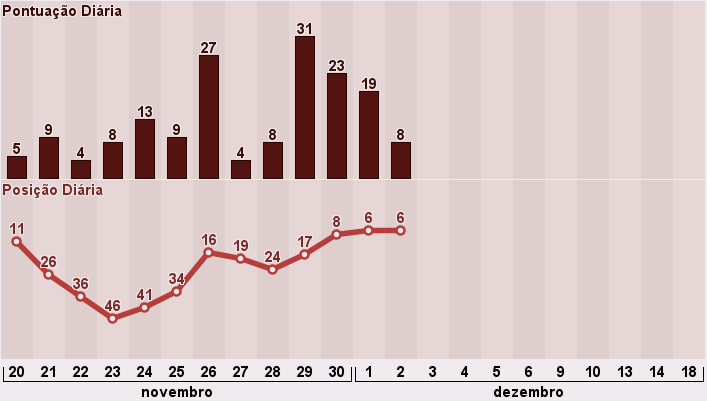 Pontuação Diária
5 9 4 8 13 9 27 4 8 31 23 19 8
Posição Diária
11 26 36 46 41 34 16 19 24 17 8 6 6
20 21 22 23 24 25 26 27 28 29 30 1 2 3 4 5 6 9 10 13 14 18
novembro dezembro